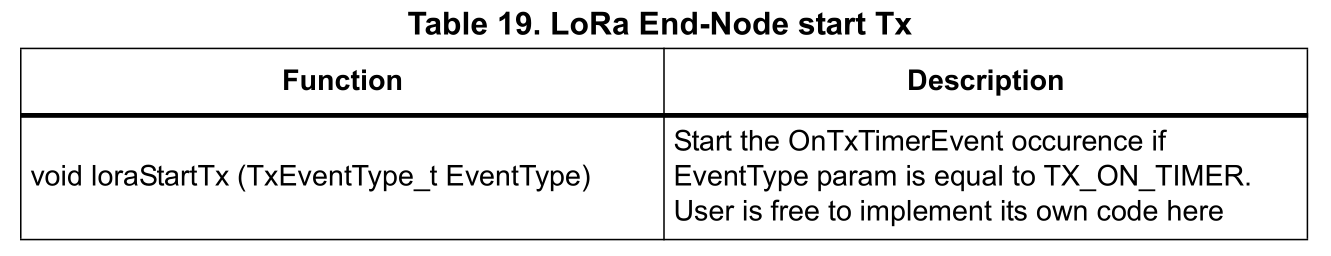 Table 19. LoRa End-Node start Tx
Function
Description
void loraStartTx (TxEventType_t EventType)
Start the OnTxTimerEvent occurence if
EventType param is equal to TX_ON_TIMER.
User is free to implement its own code here